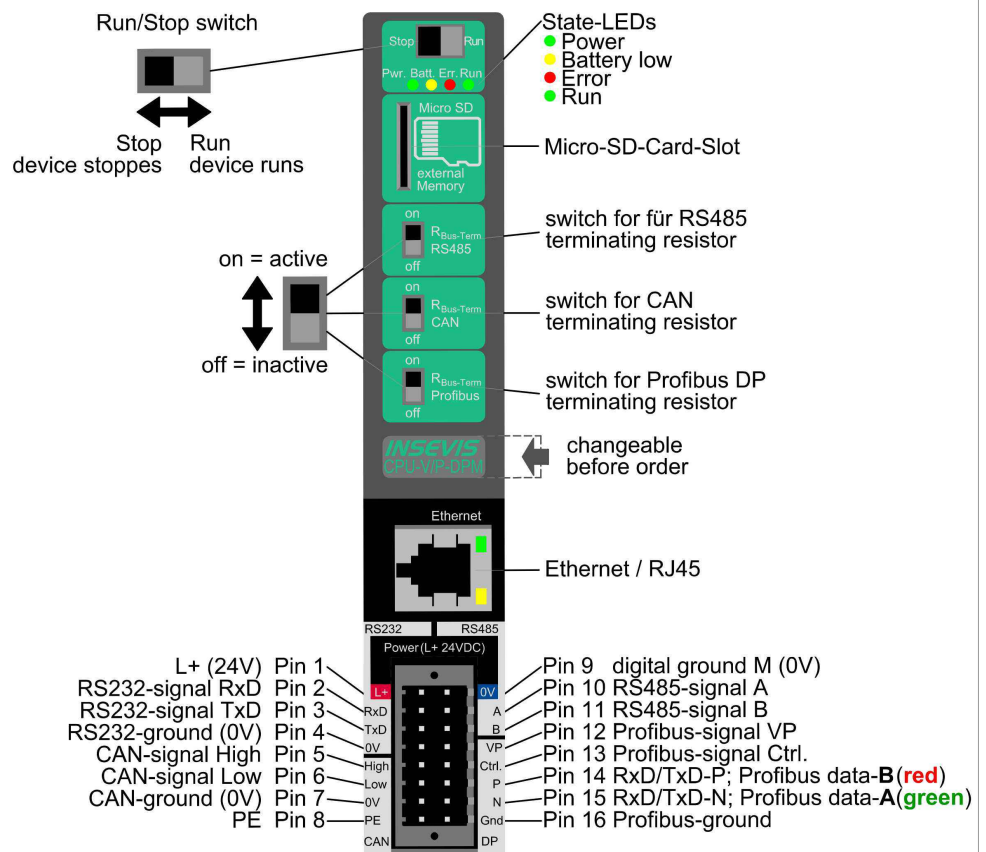 Run/Stop switch
Stop
device stoppes
Run
device runs
Stop
Run
Pwr. Batt. Err. Run
State-LEDs
Power
Battery low
Error
Run
Micro SD
external
Memory
Micro-SD-Card-Slot
on
RBus-Term
RS485
off
switch for für RS485
terminating resistor
on = active
off = inactive
on
RBus-Term
CAN
off
switch for CAN
terminating resistor
on
RBus-Term
Profibus
off
switch for Profibus DP
terminating resistor
INSEVIS
CPU-V/P-DPM
changeable
before order
Ethernet
Ethernet / RJ45
RS232
RS485
Power(L+ 24VDC)
L+ (24V) Pin 1
RS232-signal RxD Pin 2
RS232-signal TxD Pin 3
RS232-ground (0V) Pin 4
CAN-signal High Pin 5
CAN-signal Low Pin 6
CAN-ground (0V) Pin 7
PE Pin 8
L+
RxD
TxD
0V
High
Low
0V
PE
CAN
0V
A
B
VP
Ctrl.
P
N
Gnd
DP
Pin 9 digital ground M (0V)
Pin 10 RS485-signal A
Pin 11 RS485-signal B
Pin 12 Profibus-signal VP
Pin 13 Profibus-signal Ctrl.
Pin 14 RxD/TxD-P; Profibus data-B(red)
Pin 15 RxD/TxD-N; Profibus data-A(green)
Pin 16 Profibus-ground